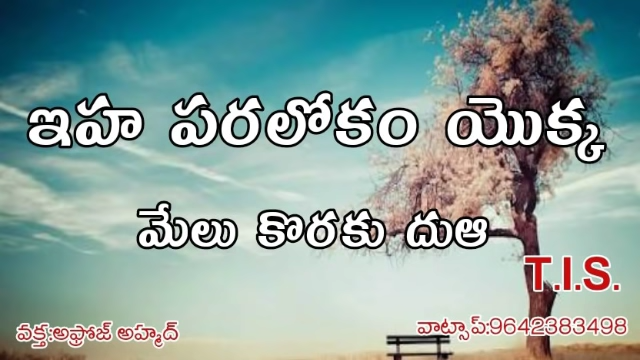 ఇహ పరలోకం యొక్క
మేలు కొరకు దుఆ
T.I.S.
వక్త:అఫ్రోజ్ అహ్మద్
వాట్సాప్:9642383498